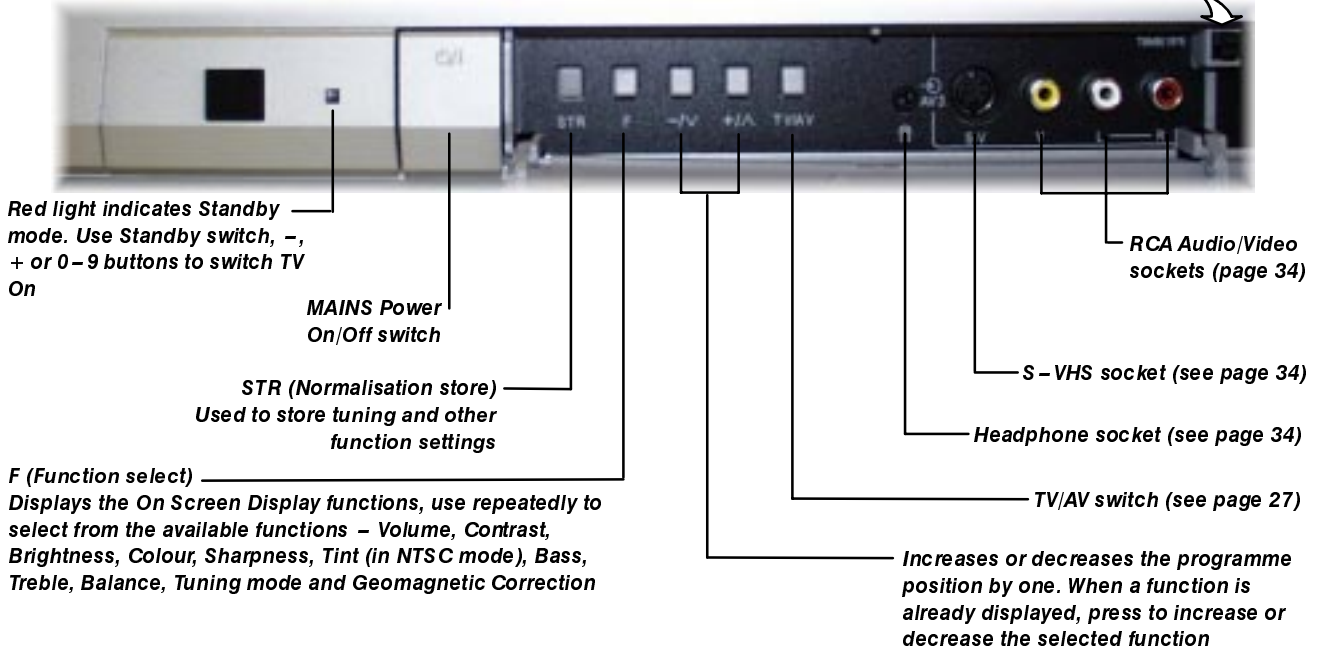 STR
F
−/∨
+/∧
TV/AV
AV3
S-V
V
L
R
Red light indicates Standby
mode. Use Standby switch, –,
+ or 0–9 buttons to switch TV
On
MAINS Power
On/Off switch
STR (Normalisation store)
Used to store tuning and other
function settings
F (Function select)
Displays the On Screen Display functions, use repeatedly to
select from the available functions – Volume, Contrast,
Brightness, Colour, Sharpness, Tint (in NTSC mode), Bass,
Treble, Balance, Tuning mode and Geomagnetic Correction
RCA Audio/Video
sockets (page 34)
S–VHS socket (see page 34)
Headphone socket (see page 34)
TV/AV switch (see page 27)
Increases or decreases the programme
position by one. When a function is
already displayed, press to increase or
decrease the selected function